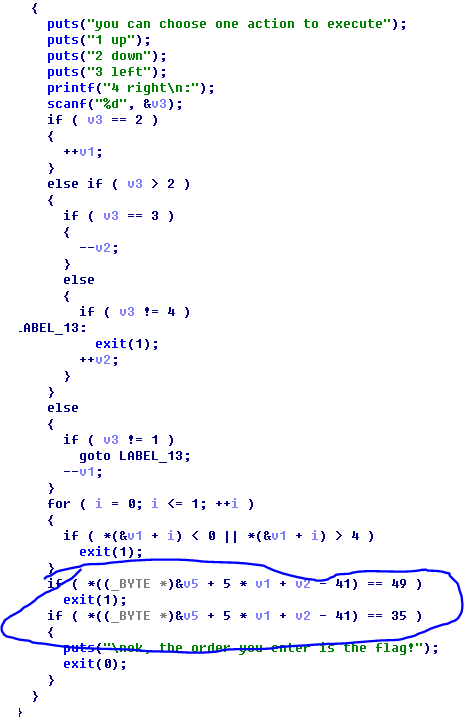 {
puts("you can choose one action to execute");
puts("1 up");
puts("2 down");
puts("3 left");
printf("4 right\n:");
scanf("%d", &v3);
if ( v3 == 2 )
{
++v1;
}
else if ( v3 > 2 )
{
if ( v3 == 3 )
{
--v2;
}
else
{
if ( v3 != 4 )
LABEL_13:
exit(1);
++v2;
}
}
else
{
if ( v3 != 1 )
goto LABEL_13;
--v1;
}
for ( i = 0; i <= 1; ++i )
{
if ( *(&v1 + i) < 0 || *(&v1 + i) > 4 )
exit(1);
}
if ( *((_BYTE *)&v5 + 5 * v1 + v2 - 41) == 49 )
exit(1);
if ( *((_BYTE *)&v5 + 5 * v1 + v2 - 41) == 35 )
{
puts("\nok, the order you enter is the flag!");
exit(0);
}
}
}